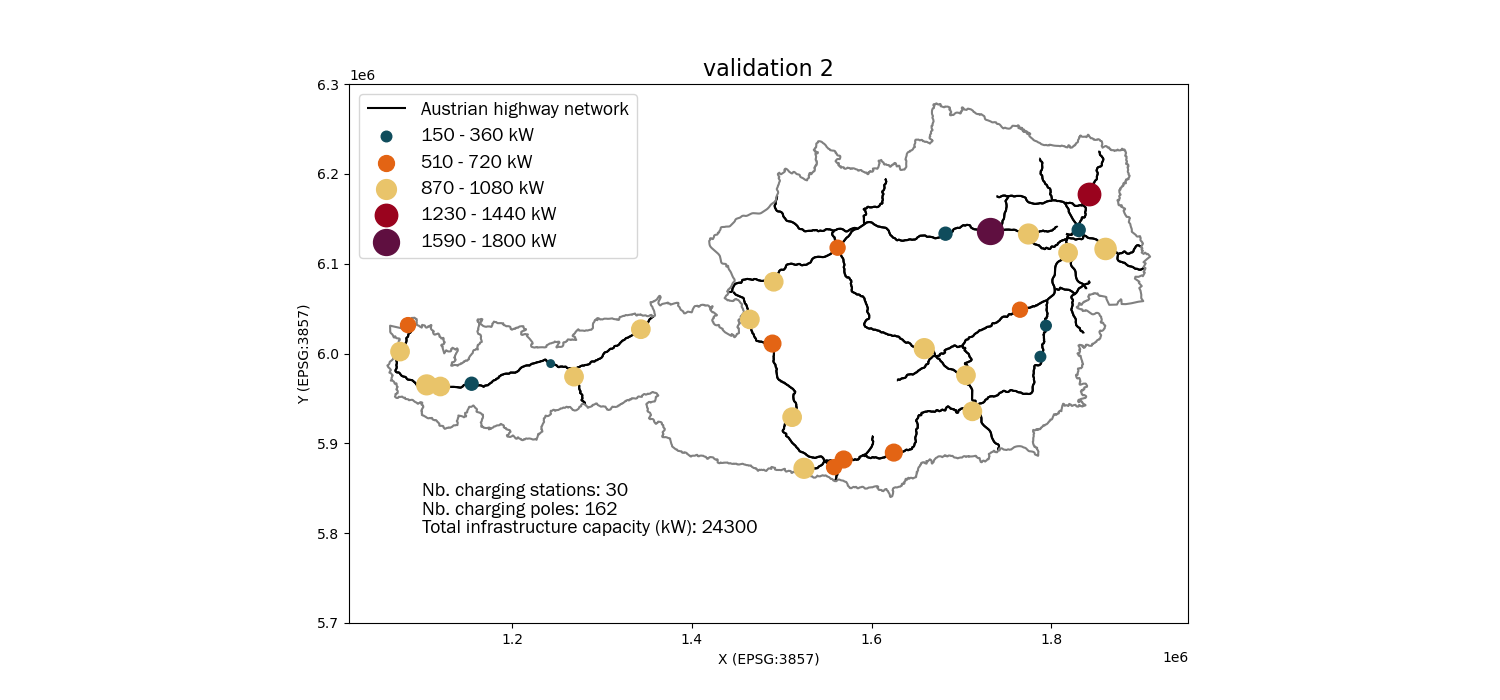 validation 2
1e6
6.3
6.2
6.1
6.0
5.9
5.8
5.7
Y (EPSG:3857)
Austrian highway network
150 - 360 kW
510 - 720 kW
870 - 1080 kW
1230 - 1440 kW
1590 - 1800 kW
Nb. charging stations: 30
Nb. charging poles: 162
Total infrastructure capacity (kW): 24300
1.2
1.4
1.6
1.8
X (EPSG:3857)
1e6